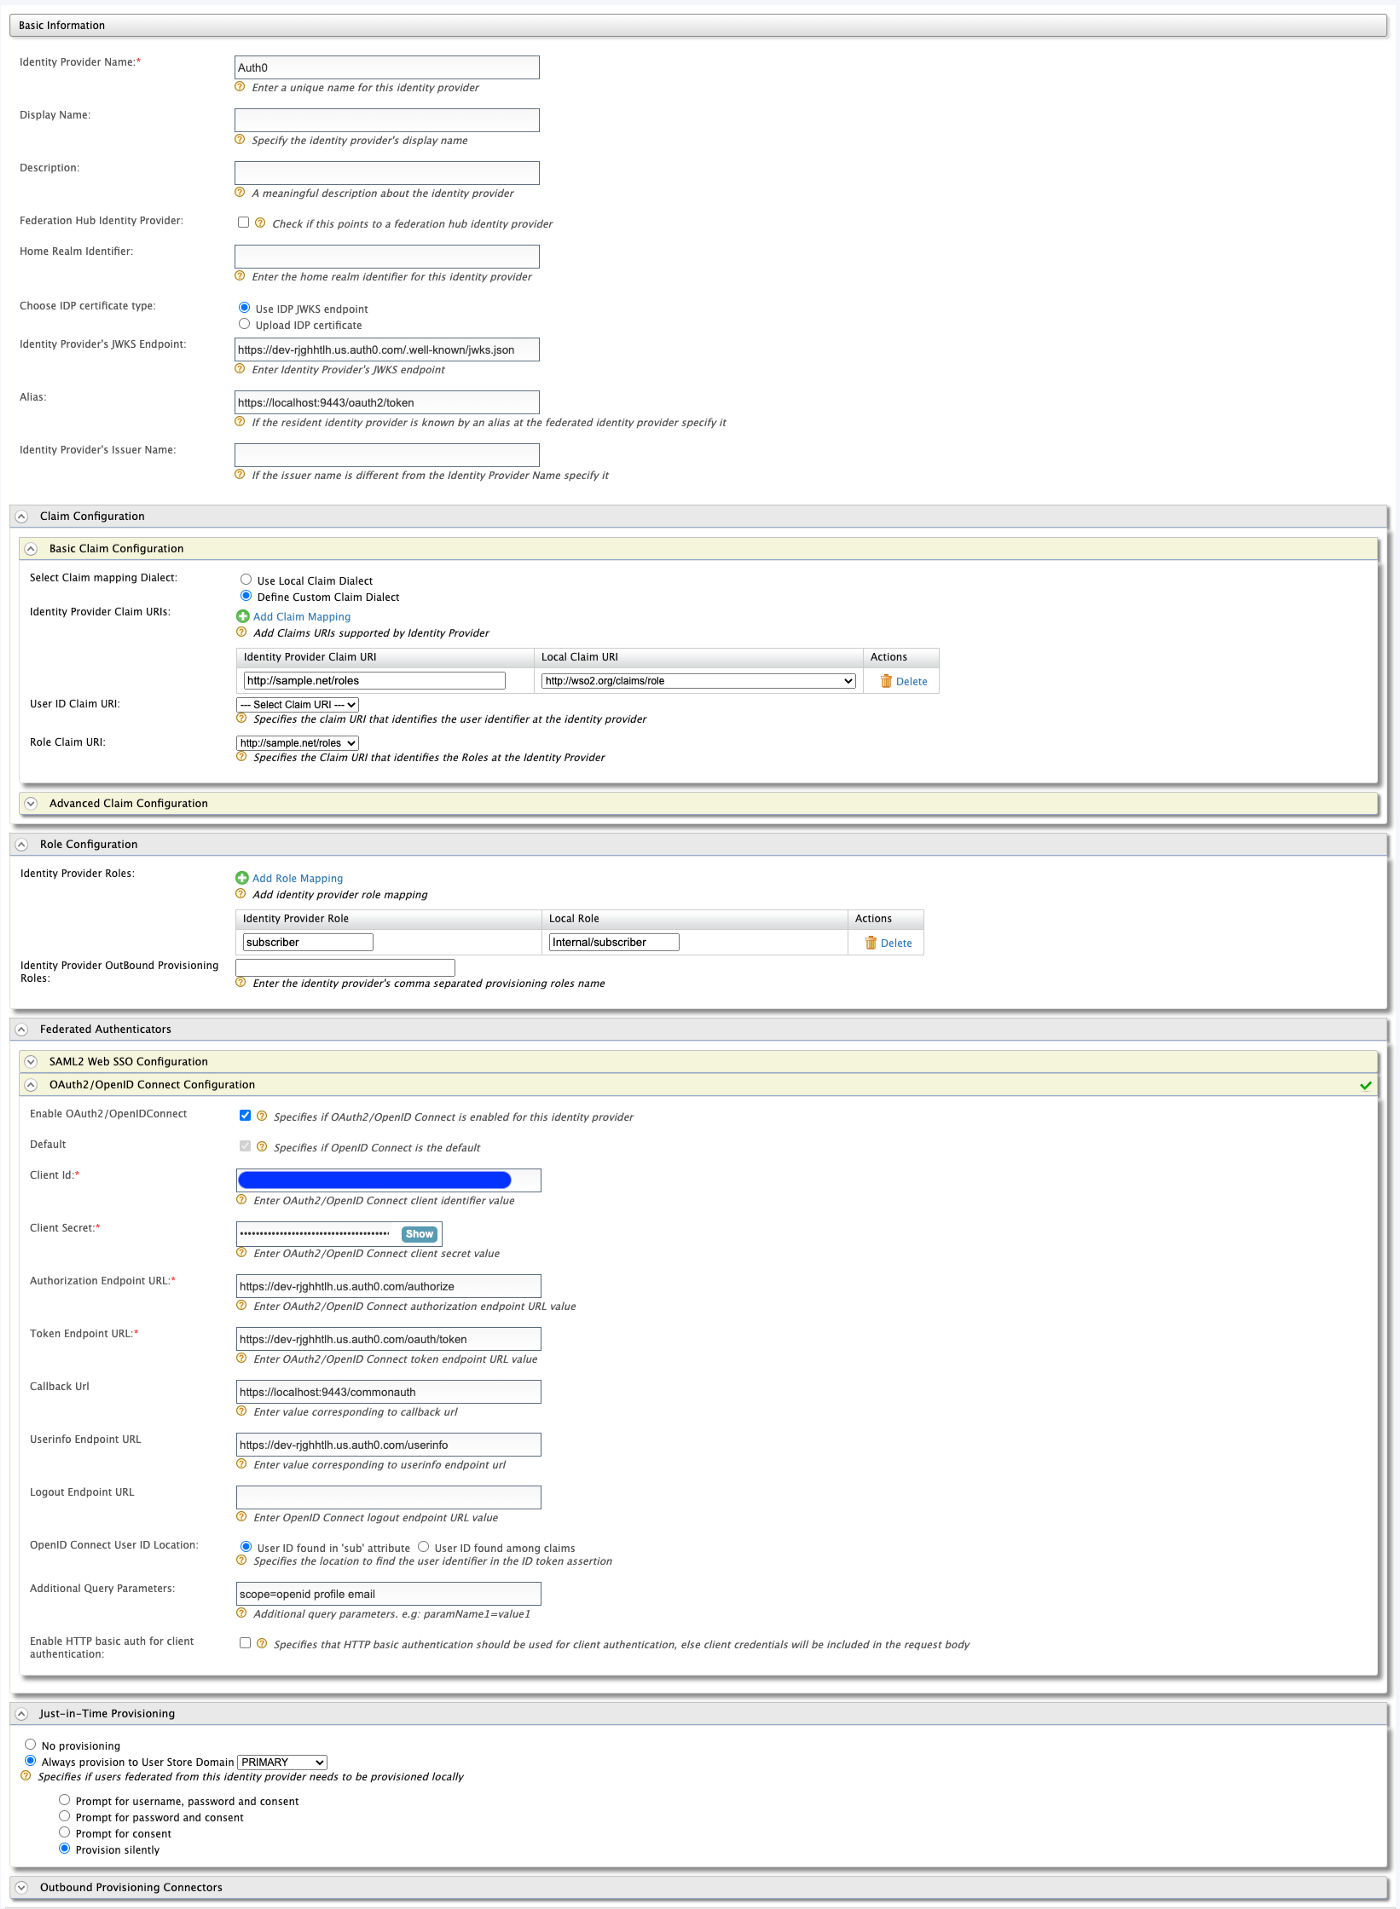 Basic Information
Identity Provider Name:*
Auth0
Enter a unique name for this identity provider
Display Name:
Specify the identity provider's display name
Description:
A meaningful description about the identity provider
Federation Hub Identity Provider:
Check if this points to a federation hub identity provider
Home Realm Identifier:
Enter the home realm identifier for this identity provider
Choose IDP certificate type:
Use IDP JWKS endpoint
Upload IDP certificate
Identity Provider's JWKS Endpoint:
https://dev-rjghhtlh.us.auth0.com/.well-known/jwks.json
Enter Identity Provider's JWKS endpoint
Alias:
https://localhost:9443/oauth2/token
If the resident identity provider is known by an alias at the federated identity provider specify it
Identity Provider's Issuer Name:
If the issuer name is different from the Identity Provider Name specify it
Claim Configuration
Basic Claim Configuration
Select Claim mapping Dialect:
Use Local Claim Dialect
Define Custom Claim Dialect
Identity Provider Claim URIs:
Add Claim Mapping
Add Claims URIs supported by Identity Provider
Identity Provider Claim URI Local Claim URI Actions
http://sample.net/roles http://wso2.org/claims/role Delete
User ID Claim URI:
--- Select Claim URI ---
Specifies the claim URI that identifies the user identifier at the identity provider
Role Claim URI:
http://sample.net/roles
Specifies the Claim URI that identifies the Roles at the Identity Provider
Advanced Claim Configuration
Role Configuration
Identity Provider Roles:
Add Role Mapping
Add identity provider role mapping
Identity Provider Role Local Role Actions
subscriber Internal/subscriber Delete
Identity Provider OutBound Provisioning
Roles:
Enter the identity provider's comma separated provisioning roles name
Federated Authenticators
SAML2 Web SSO Configuration
OAuth2/OpenID Connect Configuration
Enable OAuth2/OpenIDConnect
Specifies if OAuth2/OpenID Connect is enabled for this identity provider
Default
Specifies if OpenID Connect is the default
Client Id:*
Enter OAuth2/OpenID Connect client identifier value
Client Secret:*
Show
Enter OAuth2/OpenID Connect client secret value
Authorization Endpoint URL:*
https://dev-rjghhtlh.us.auth0.com/authorize
Enter OAuth2/OpenID Connect authorization endpoint URL value
Token Endpoint URL:*
https://dev-rjghhtlh.us.auth0.com/oauth/token
Enter OAuth2/OpenID Connect token endpoint URL value
Callback Url
https://localhost:9443/commonauth
Enter value corresponding to callback url
Userinfo Endpoint URL
https://dev-rjghhtlh.us.auth0.com/userinfo
Enter value corresponding to userinfo endpoint url
Logout Endpoint URL
Enter OpenID Connect logout endpoint URL value
OpenID Connect User ID Location:
User ID found in 'sub' attribute User ID found among claims
Specifies the location to find the user identifier in the ID token assertion
Additional Query Parameters:
scope=openid profile email
Additional query parameters. e.g: paramName1=value1
Enable HTTP basic auth for client
authentication:
Specifies that HTTP basic authentication should be used for client authentication, else client credentials will be included in the request body
Just-in-Time Provisioning
No provisioning
Always provision to User Store Domain PRIMARY
Specifies if users federated from this identity provider needs to be provisioned locally
Prompt for username, password and consent
Prompt for password and consent
Prompt for consent
Provision silently
Outbound Provisioning Connectors